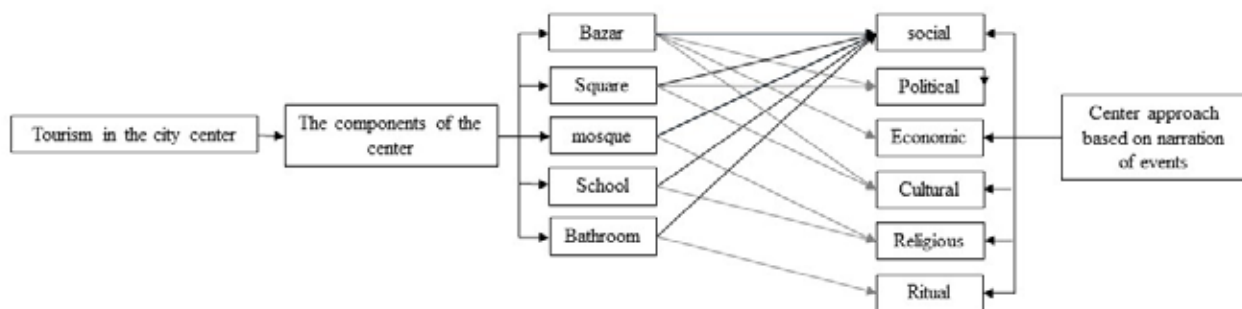 Tourism in the city center
The components of the
center
Bazar
Square
mosque
School
Bathroom
social
Political
Economic
Cultural
Religious
Ritual
Center approach
based on narration
of events